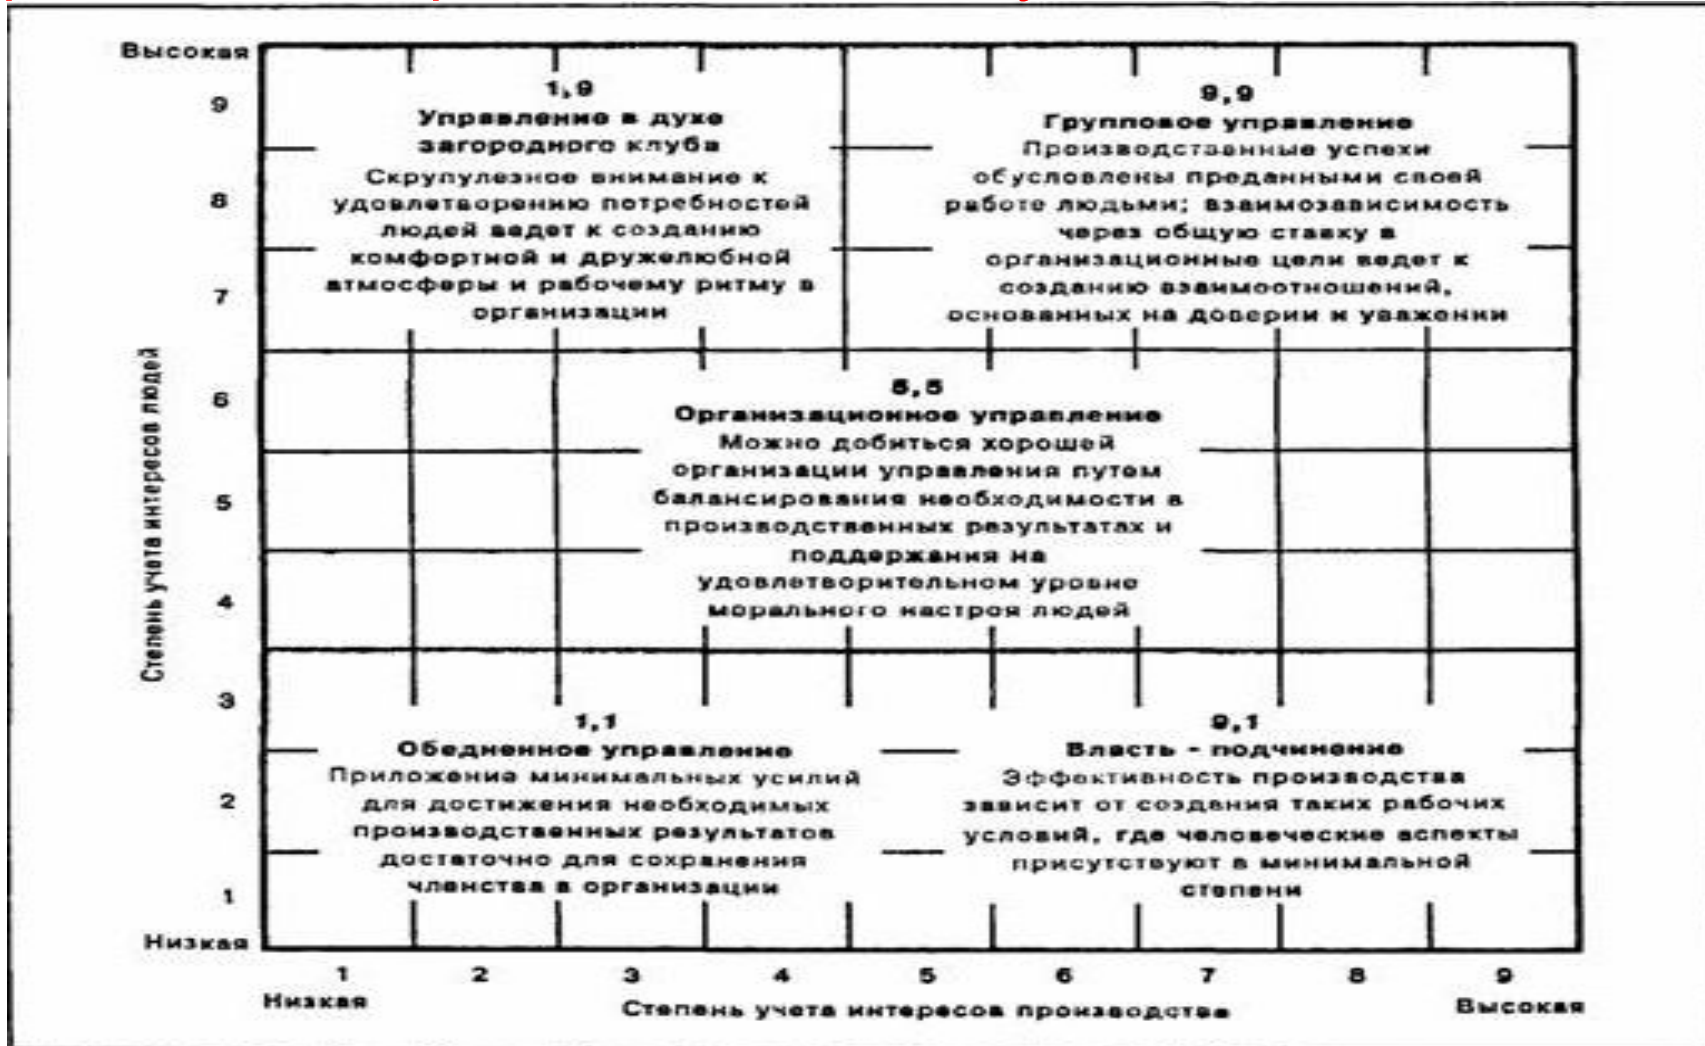 Высокая
9
8
7
6
5
4
3
2
1
Низкая
Степень учета интересов людей
1,9
Управление в духе
загородного клуба
Скрупулезное внимание к
удовлетворению потребностей
людей ведет к созданию
комфортной и дружелюбной
атмосферы и рабочему ритму в
организации
9,9
Групповое управление
Производственные успехи
обусловлены преданными своей
работе людьми; взаимозависимость
через общую ставку в
организационные цели ведет к
созданию взаимоотношений,
основанных на доверии и уважении
5,5
Организационное управление
Можно добиться хорошей
организации управления путем
балансирования необходимости в
производственных результатах и
поддержания на
удовлетворительном уровне
морального настроя людей
1,1
Обедненное управление
Приложение минимальных усилий
для достижения необходимых
производственных результатов
достаточно для сохранения
членства в организации
9,1
Власть - подчинение
Эффективность производства
зависит от создания таких рабочих
условий, где человеческие аспекты
присутствуют в минимальной
степени
1 2 3 4 5 6 7 8 9
Низкая Степень учета интересов производства Высокая